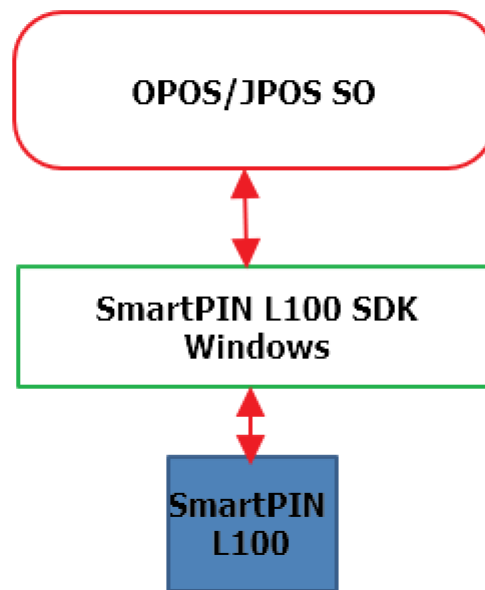 OPOS/JPOS SO
SmartPIN L100 SDK
Windows
SmartPIN
L100